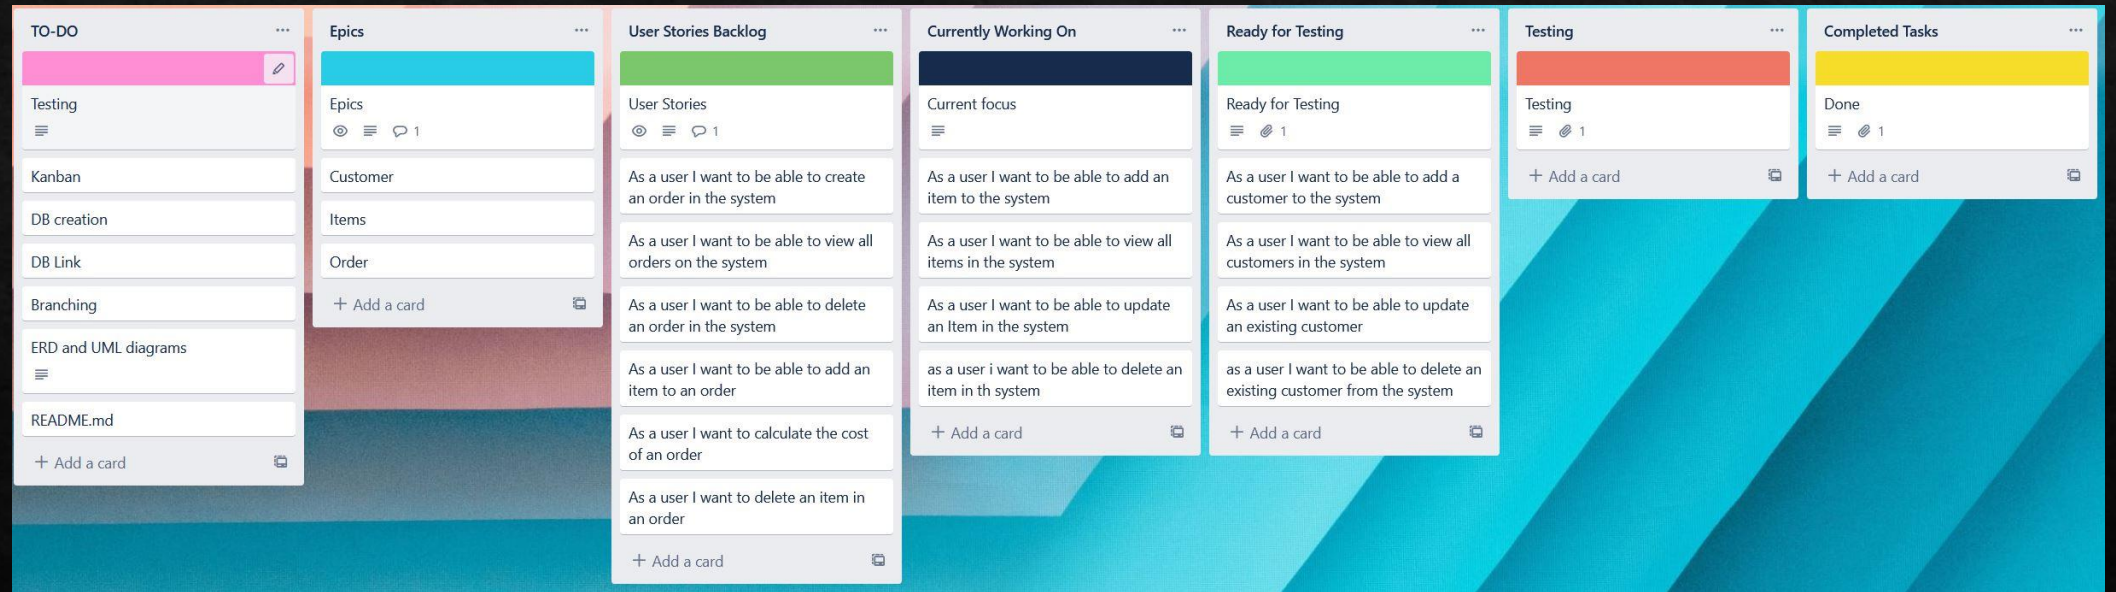 TO-DO
Testing
Kanban
DB creation
DB Link
Branching
ERD and UML diagrams
README.md
+ Add a card
Epics
Epics
1
Customer
Items
Order
+ Add a card
User Stories Backlog
User Stories
1
As a user I want to be able to create
an order in the system
As a user I want to be able to view all
orders on the system
As a user I want to be able to delete
an order in the system
As a user I want to be able to add an
item to an order
As a user I want to calculate the cost
of an order
As a user I want to delete an item in
an order
+ Add a card
Currently Working On
Current focus
As a user I want to be able to add an
item to the system
As a user I want to be able to view all
items in the system
As a user I want to be able to update
an Item in the system
as a user i want to be able to delete an
item in th system
+ Add a card
Ready for Testing
Ready for Testing
1
As a user I want to be able to add a
customer to the system
As a user I want to be able to view all
customers in the system
As a user I want to be able to update
an existing customer
as a user I want to be able to delete an
existing customer from the system
+ Add a card
Testing
Testing
1
+ Add a card
Completed Tasks
Done
1
+ Add a card